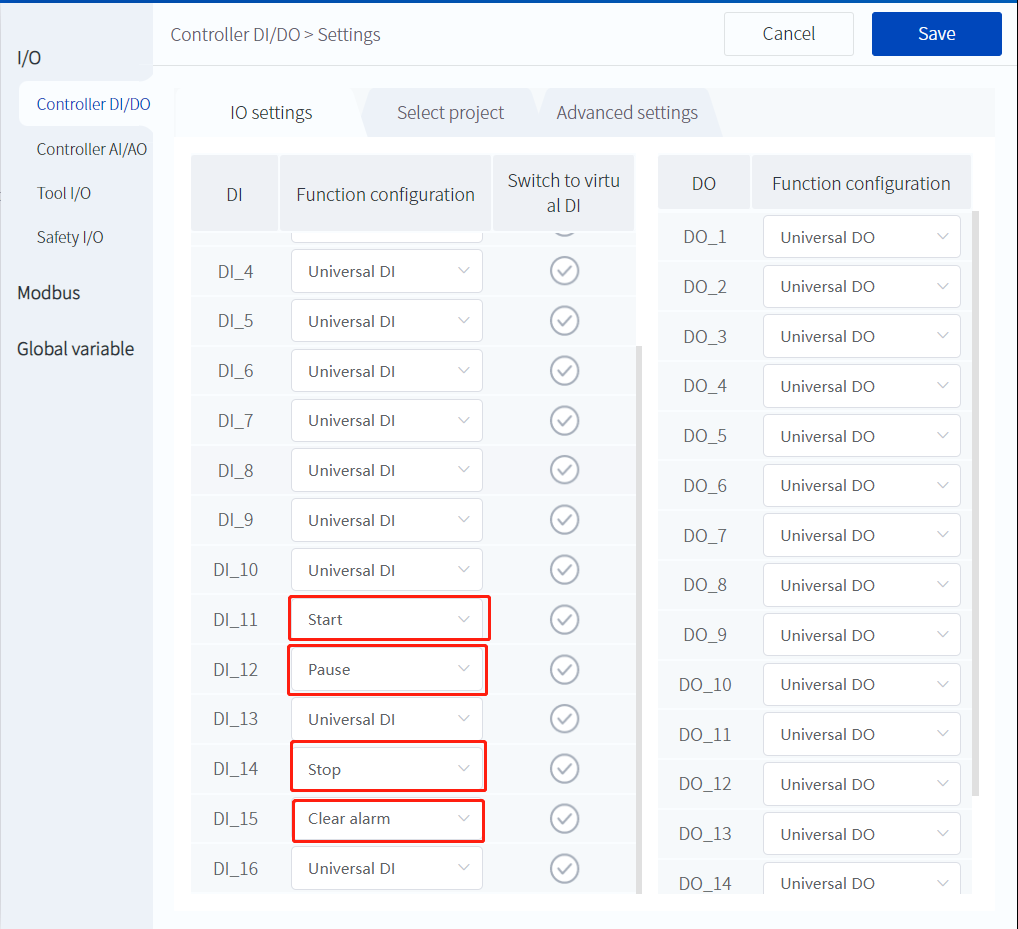 I/O
Controller DI/DO
Controller AI/AO
Tool I/O
Safety I/O
Modbus
Global variable
Controller DI/DO > Settings
Cancel
Save
IO settings
Select project
Advanced settings
DI
Function configuration
Switch to virtu
al DI
DI_4
Universal DI
DI_5
Universal DI
DI_6
Universal DI
DI_7
Universal DI
DI_8
Universal DI
DI_9
Universal DI
DI_10
Universal DI
DI_11
Start
DI_12
Pause
DI_13
Universal DI
DI_14
Stop
DI_15
Clear alarm
DI_16
Universal DI
DO
Function configuration
DO_1
Universal DO
DO_2
Universal DO
DO_3
Universal DO
DO_4
Universal DO
DO_5
Universal DO
DO_6
Universal DO
DO_7
Universal DO
DO_8
Universal DO
DO_9
Universal DO
DO_10
Universal DO
DO_11
Universal DO
DO_12
Universal DO
DO_13
Universal DO
DO_14
Universal DO